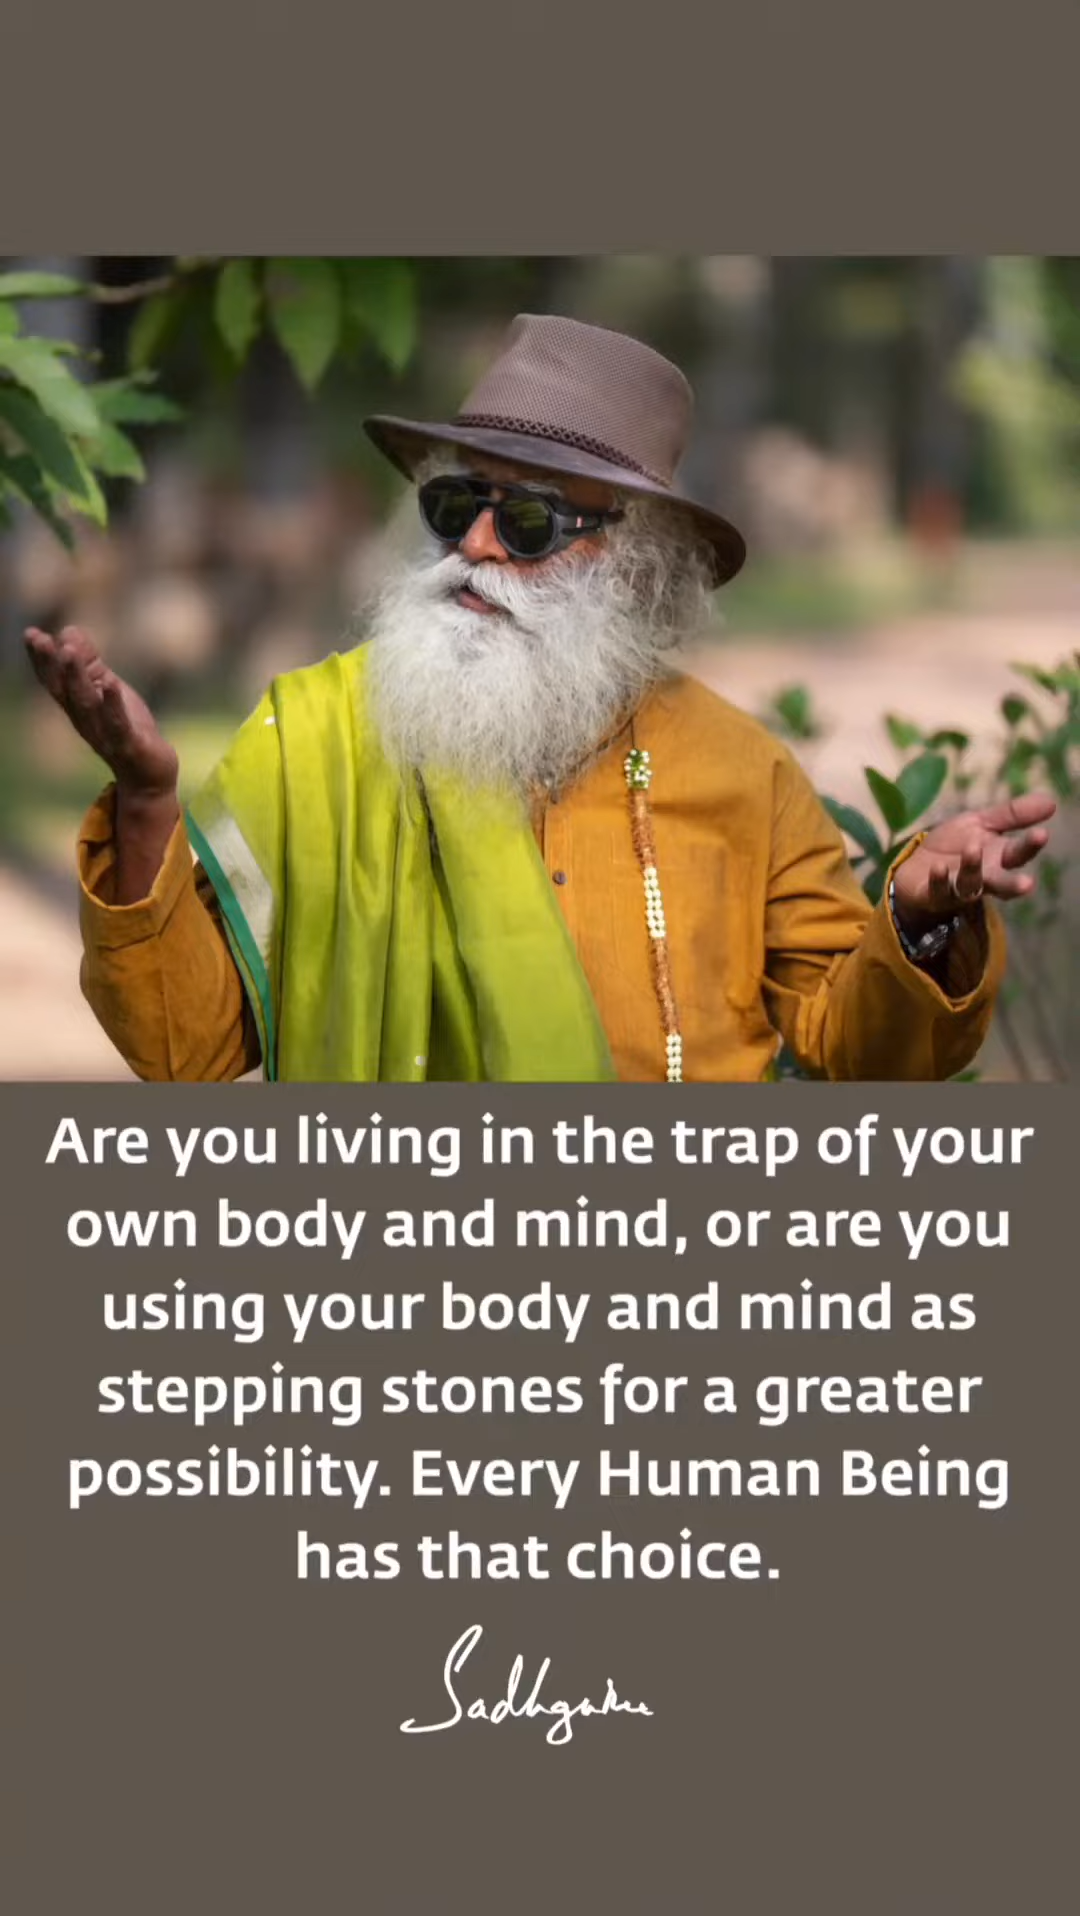 Are you living in the trap of your
own body and mind, or are you
using your body and mind as
stepping stones for a greater
possibility. Every Human Being
has that choice.
Sadhguru